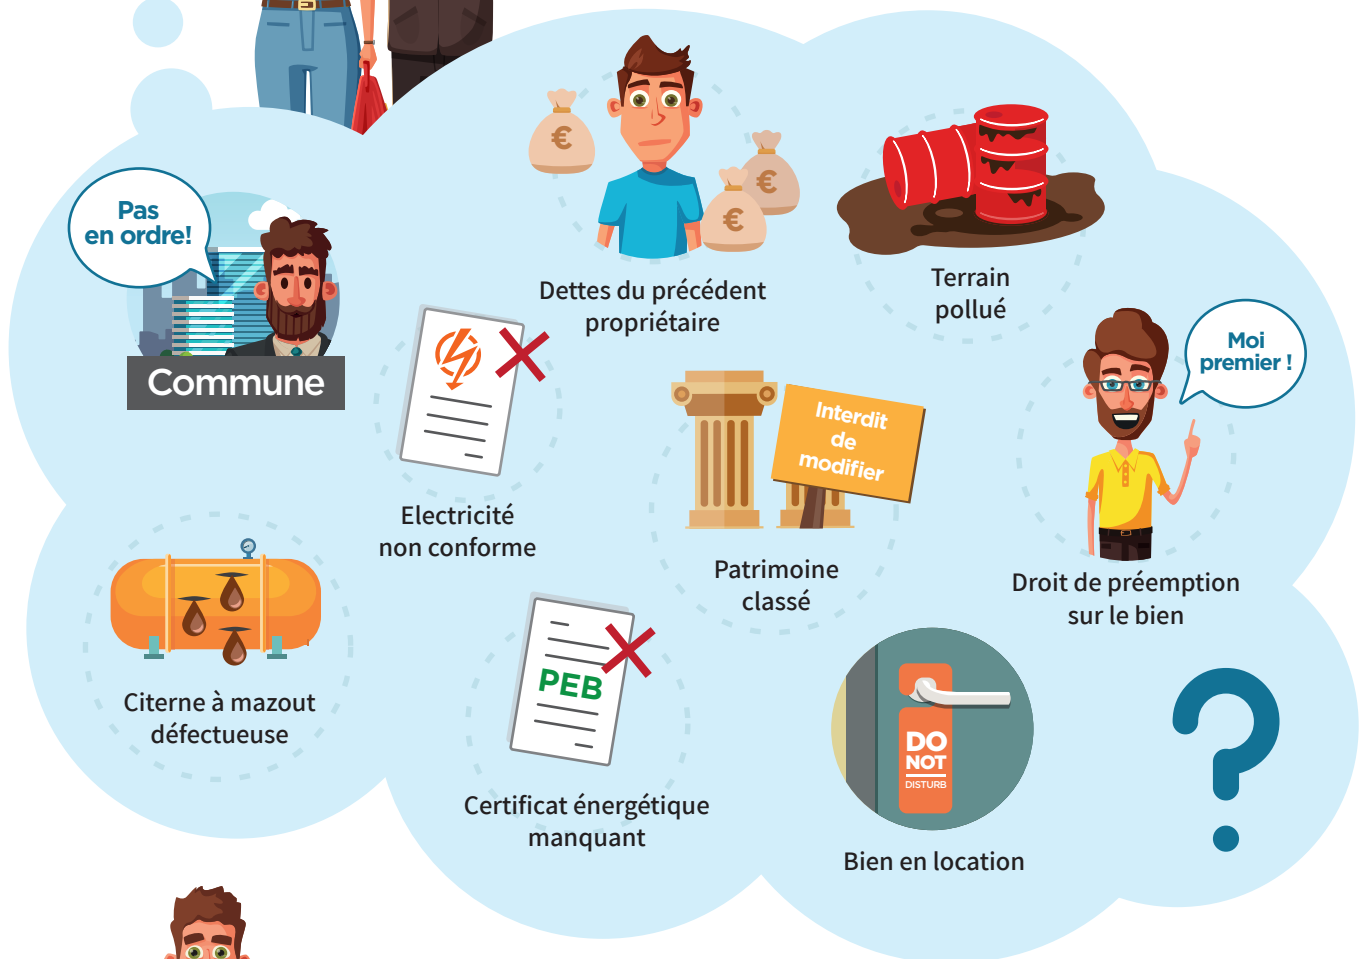 Pas
en ordre!
Commune
€
€
€
Dettes du précédent
propriétaire
Terrain
pollué
Moi
premier !
Electricité
non conforme
Interdit
de
modifier
Patrimoine
classé
Droit de préemption
sur le bien
Citerne à mazout
défectueuse
PEB
Certificat énergétique
manquant
DO
NOT
DISTURB
Bien en location
?